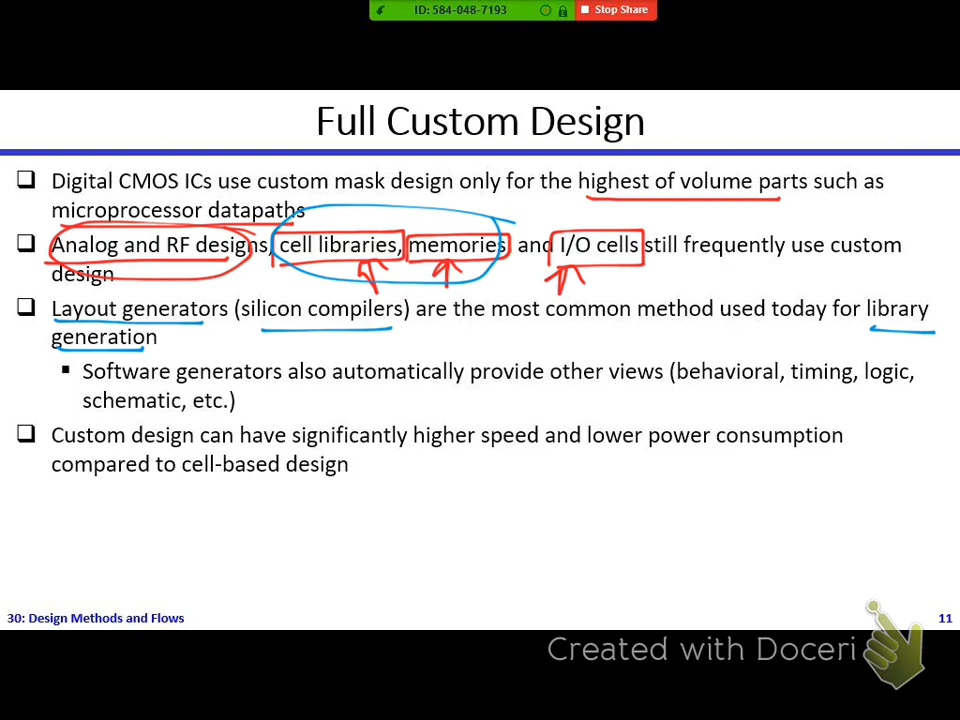 ID: 584-048-7193
Stop Share
Full Custom Design
Digital CMOS ICs use custom mask design only for the highest of volume parts such as
microprocessor datapaths
Analog and RF designs, cell libraries, memories, and I/O cells still frequently use custom
design
Layout generators (silicon compilers) are the most common method used today for library
generation
Software generators also automatically provide other views (behavioral, timing, logic,
schematic, etc.)
Custom design can have significantly higher speed and lower power consumption
compared to cell-based design
30: Design Methods and Flows
11
Created with Doceri